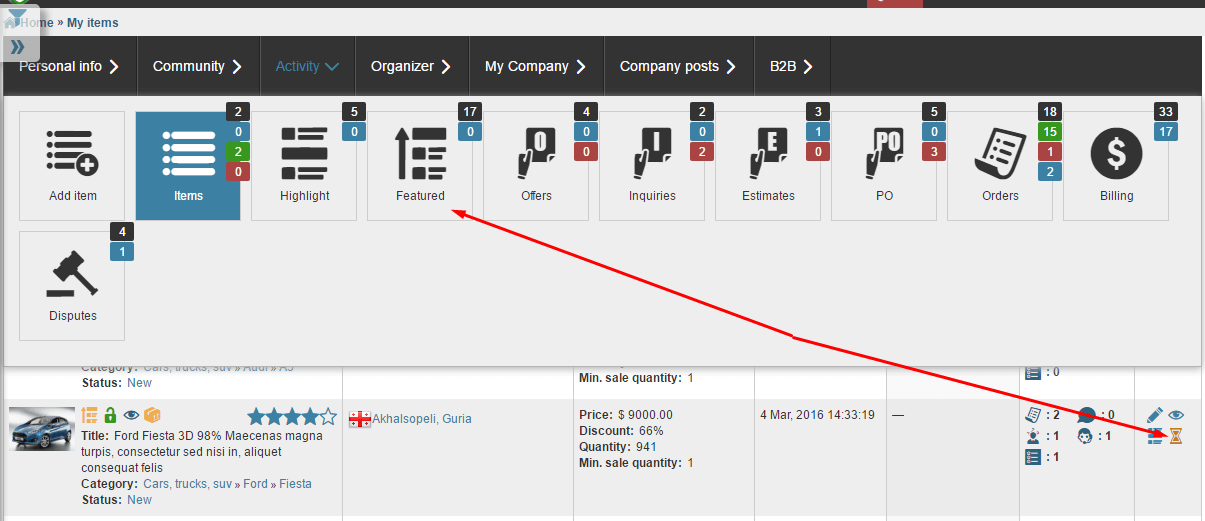 Home » My items
Personal info
Community
Activity
Organizer
My Company
Company posts
B2B
Add item
2
0
2
0
Items
5
0
Highlight
17
0
Featured
4
0
0
O
Offers
2
0
2
I
Inquiries
3
1
0
E
Estimates
5
0
3
PO
PO
18
15
1
2
Orders
33
17
$
Billing
4
1
Disputes
Category: Cars, trucks, suv » Audi » A3
Status: New
Min. sale quantity: 1
: 0
Title: Ford Fiesta 3D 98% Maecenas magna
turpis, consectetur sed nisi in, aliquet
consequat felis
Category: Cars, trucks, suv » Ford » Fiesta
Status: New
Akhalsopeli, Guria
Price: $ 9000.00
Discount: 66%
Quantity: 941
Min. sale quantity: 1
4 Mar, 2016 14:33:19
—
: 2 : 0
: 1 : 1
: 1